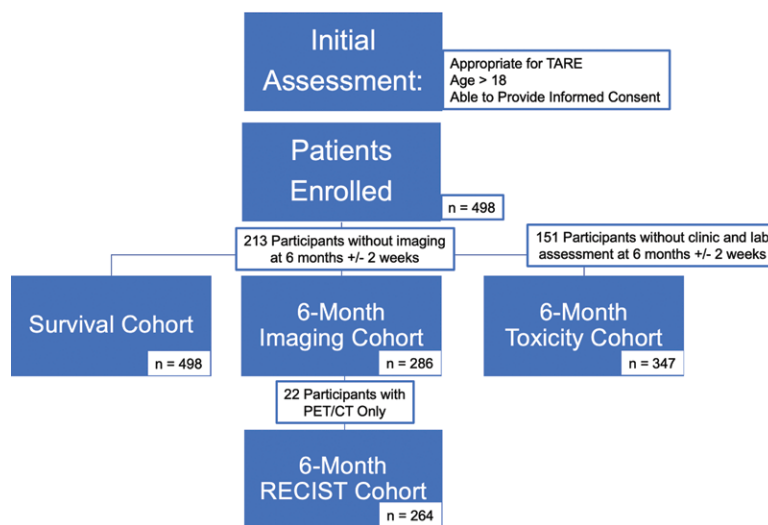 Initial
Assessment:
Appropriate for TARE
Age > 18
Able to Provide Informed Consent
Patients
Enrolled
n = 498
213 Participants without imaging
at 6 months +/- 2 weeks
151 Participants without clinic and lab
assessment at 6 months +/- 2 weeks
Survival Cohort
n = 498
6-Month
Imaging Cohort
n = 286
6-Month
Toxicity Cohort
n = 347
22 Participants with
PET/CT Only
6-Month
RECIST Cohort
n = 264